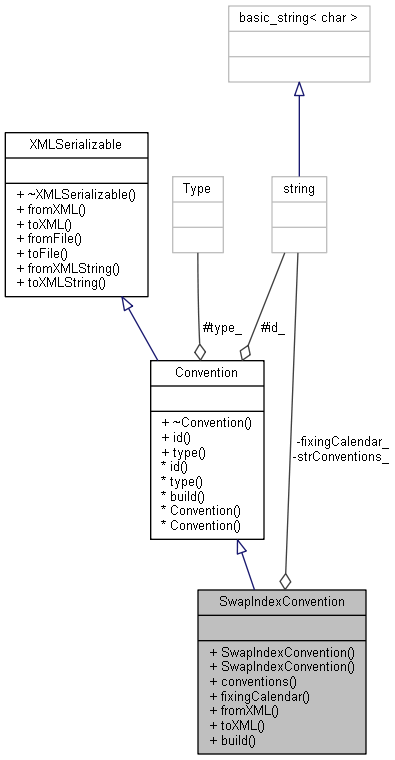 basic_string< char >
XMLSerializable
+ ~XMLSerializable()
+ fromXML()
+ toXML()
+ fromFile()
+ toFile()
+ fromXMLString()
+ toXMLString()
Type
string
#type_
#id_
Convention
+ ~Convention()
+ id()
+ type()
* id()
* type()
* build()
* Convention()
* Convention()
-fixingCalendar_
-strConventions_
SwapIndexConvention
+ SwapIndexConvention()
+ SwapIndexConvention()
+ conventions()
+ fixingCalendar()
+ fromXML()
+ toXML()
+ build()